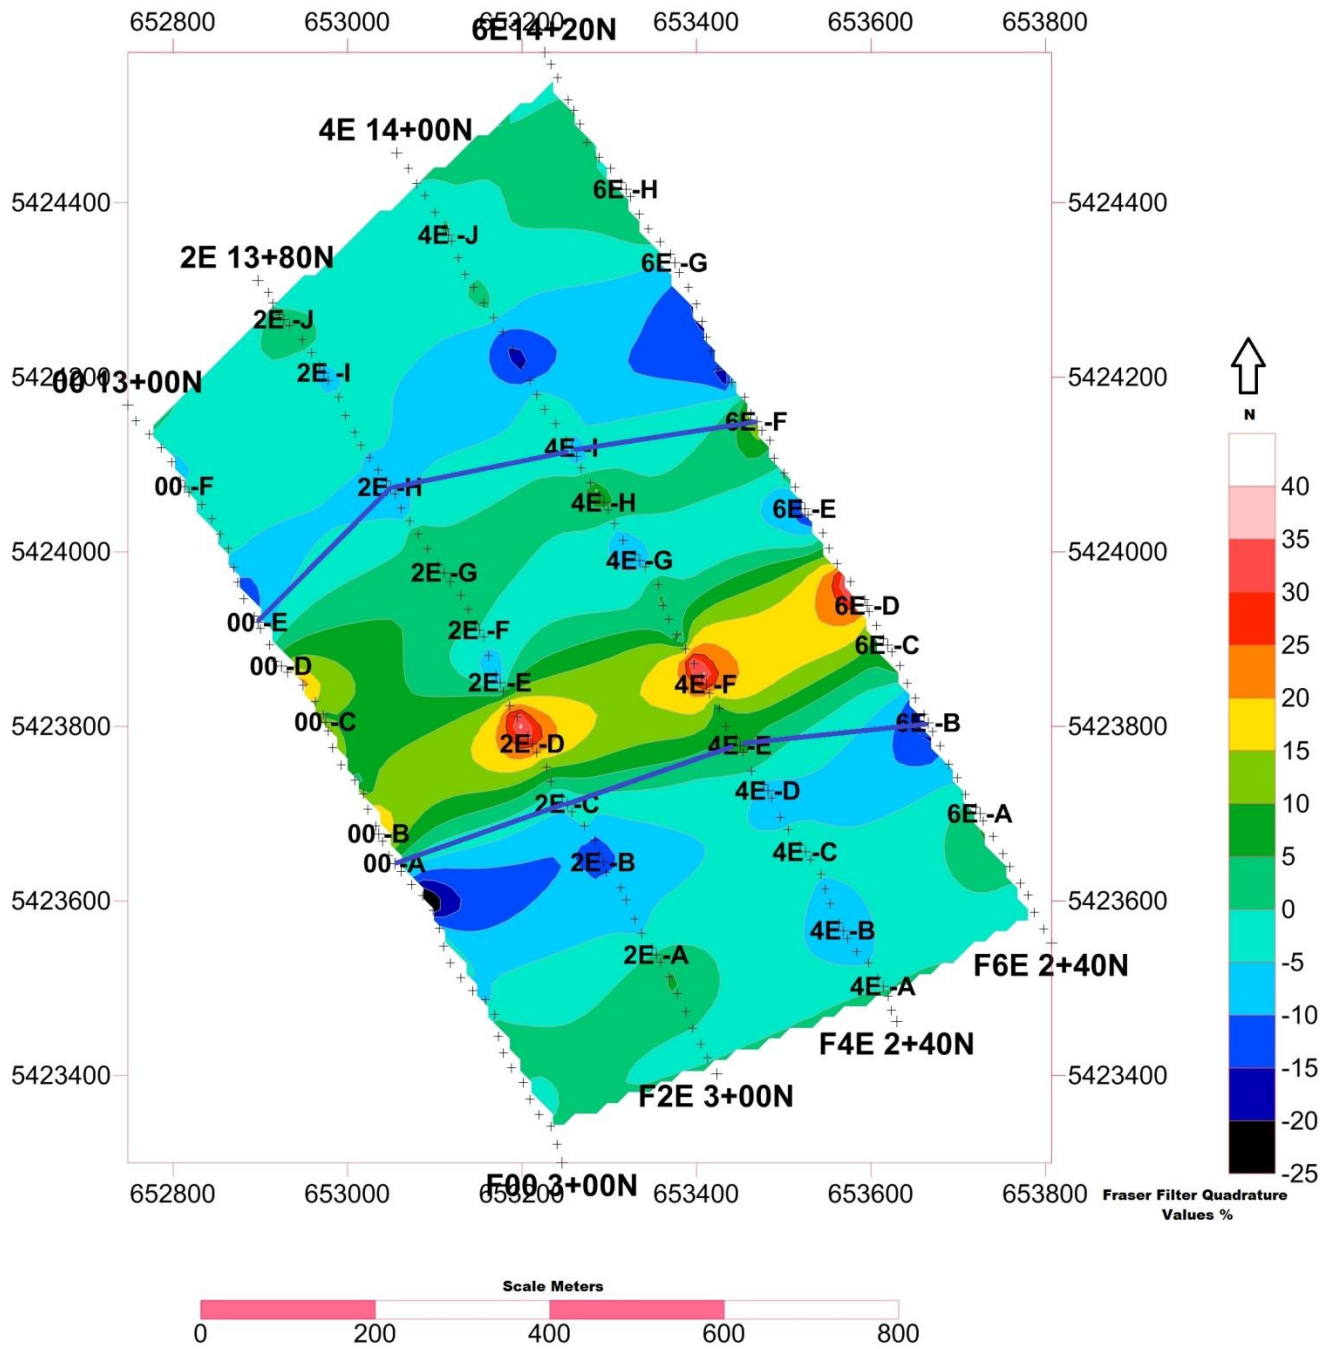 652800 653000 653200 653400 653600 653800
6E14+20N
4E 14+00N
5424400 6E -H 5424400
4E -J
2E 13+80N 6E -G
2E -J
2E -I
5424200 5424200
00 13+00N
6E -F
4E -I
00 -F 2E -H
4E -H 6E -E
5424000 4E -G 5424000
2E -G
6E -D
00 -E 2E -F
6E -C
00 -D
2E -E 4E -F
00 -C 6E -B
5423800 5423800
2E -D 4E -E
4E -D
2E -C 6E -A
00 -B
4E -C
00 -A 2E -B
5423600 5423600
4E -B
2E -A F6E 2+40N
4E -A
F4E 2+40N
5423400 5423400
F2E 3+00N
F00 3+00N
652800 653000 653200 653400 653600 653800
N
40
35
30
25
20
15
10
5
0
-5
-10
-15
-20
-25
Fraser Filter Quadrature
Values %
Scale Meters
0 200 400 600 800